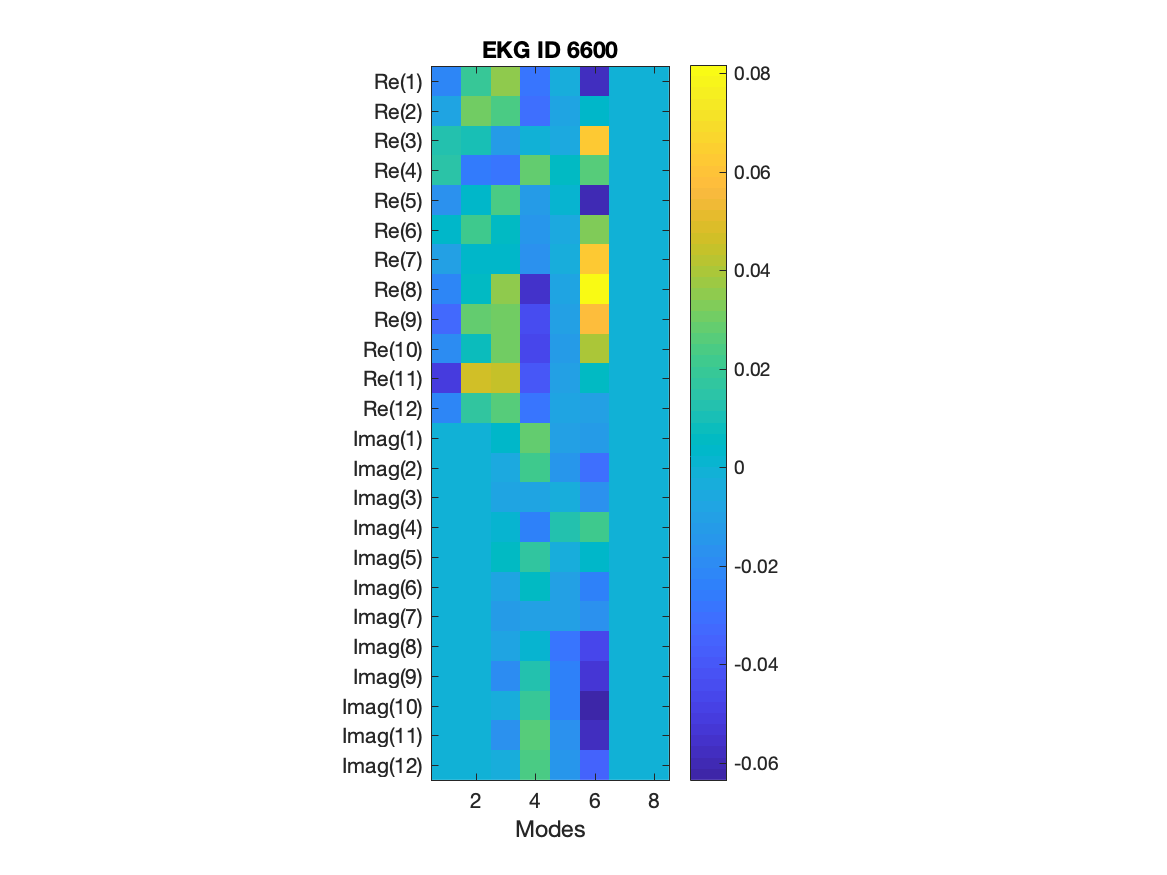 EKG ID 6600
Re(1)
Re(2)
Re(3)
Re(4)
Re(5)
Re(6)
Re(7)
Re(8)
Re(9)
Re(10)
Re(11)
Re(12)
Imag(1)
Imag(2)
Imag(3)
Imag(4)
Imag(5)
Imag(6)
Imag(7)
Imag(8)
Imag(9)
Imag(10)
Imag(11)
Imag(12)
2 4 6 8
Modes
0.08
0.06
0.04
0.02
0
-0.02
-0.04
-0.06